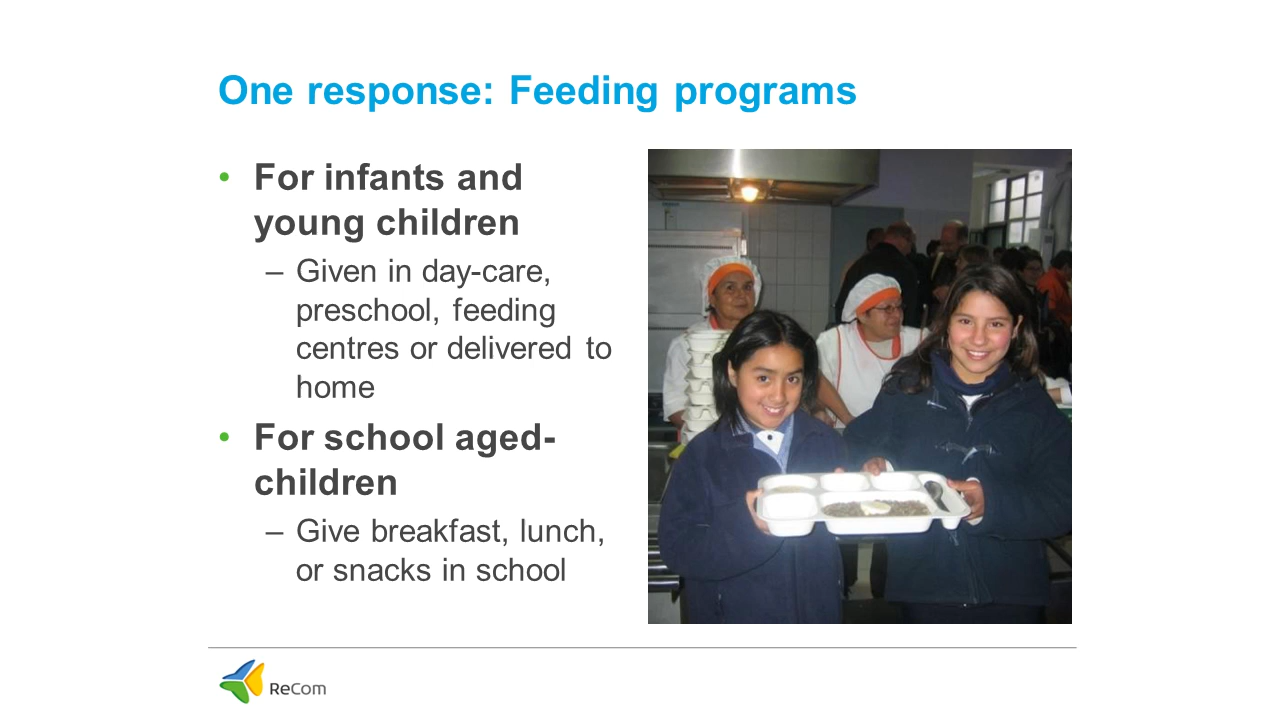 One response: Feeding programs
• For infants and
young children
– Given in day-care,
preschool, feeding
centres or delivered to
home
• For school aged-
children
– Give breakfast, lunch,
or snacks in school
ReCom